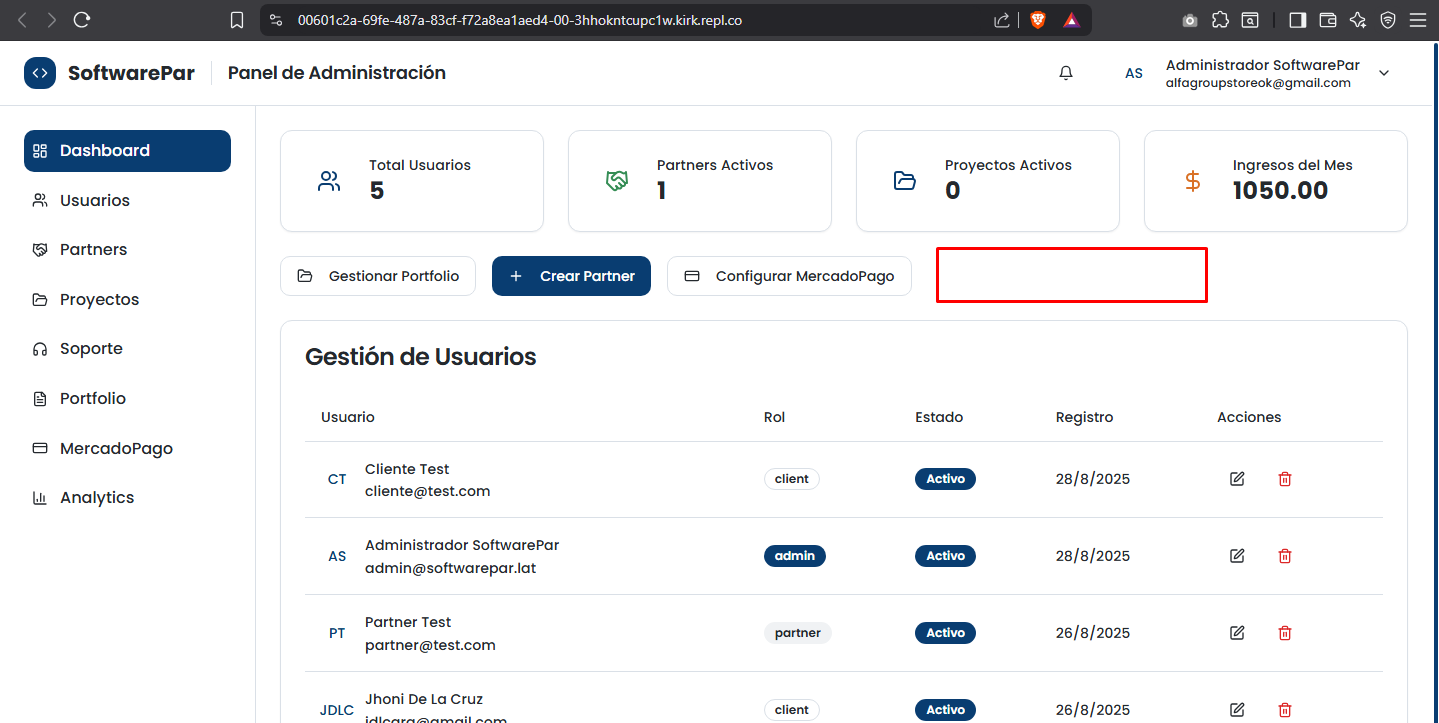 00601c2a-69fe-487a-83cf-f72a8ea1aed4-00-3hhokntcupc1w.kirk.repl.co
SoftwarePar
Panel de Administración
AS
Administrador SoftwarePar
alfagroupstoreok@gmail.com
Dashboard
Usuarios
Partners
Proyectos
Soporte
Portfolio
MercadoPago
Analytics
Total Usuarios
5
Partners Activos
1
Proyectos Activos
0
Ingresos del Mes
1050.00
Gestionar Portfolio
Crear Partner
Configurar MercadoPago
Gestión de Usuarios
Usuario Rol Estado Registro Acciones
CT Cliente Test client Activo 28/8/2025
cliente@test.com
AS Administrador SoftwarePar admin Activo 28/8/2025
admin@softwarepar.lat
PT Partner Test partner Activo 26/8/2025
partner@test.com
JDLC Jhoni De La Cruz client Activo 26/8/2025
jdlcgra@gmail.com